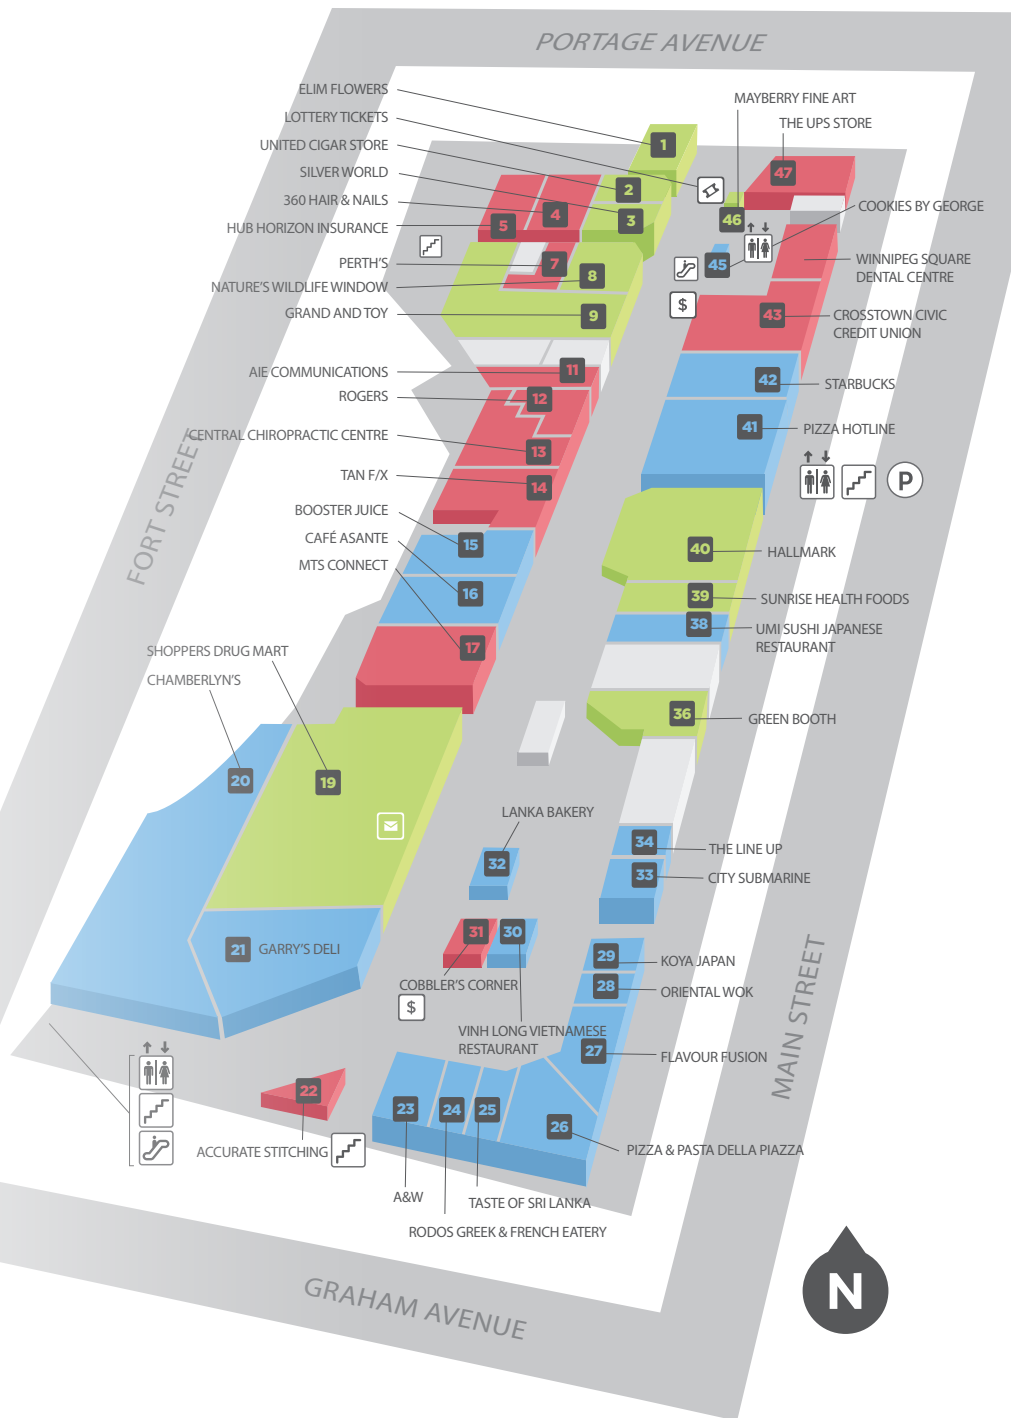 PORTAGE AVENUE
ELIM FLOWERS
LOTTERY TICKETS
UNITED CIGAR STORE
SILVER WORLD
360 HAIR & NAILS
HUB HORIZON INSURANCE
PERTH'S
NATURE'S WILDLIFE WINDOW
GRAND AND TOY
AIE COMMUNICATIONS
ROGERS
CENTRAL CHIROPRACTIC CENTRE
TAN F/X
BOOSTER JUICE
CAFÉ ASANTE
MTS CONNECT
SHOPPERS DRUG MART
CHAMBERLYN'S
FORT STREET
MAYBERRY FINE ART
THE UPS STORE
COOKIES BY GEORGE
WINNIPEG SQUARE
DENTAL CENTRE
CROSSTOWN CIVIC
CREDIT UNION
STARBUCKS
PIZZA HOTLINE
P
HALLMARK
SUNRISE HEALTH FOODS
UMI SUSHI JAPANESE
RESTAURANT
GREEN BOOTH
THE LINE UP
CITY SUBMARINE
KOYA JAPAN
ORIENTAL WOK
FLAVOUR FUSION
PIZZA & PASTA DELLA PIAZZA
MAIN STREET
1
2
3
4
5
7
8
9
11
12
13
14
15
16
17
19
20
21
GARRY'S DELI
22
23
24
25
26
27
28
29
30
31
32
33
34
36
38
39
40
41
42
43
45
46
47
$
LANKA BAKERY
COBBLER'S CORNER
$
VINH LONG VIETNAMESE
RESTAURANT
ACCURATE STITCHING
A&W
TASTE OF SRI LANKA
RODOS GREEK & FRENCH EATERY
GRAHAM AVENUE
N